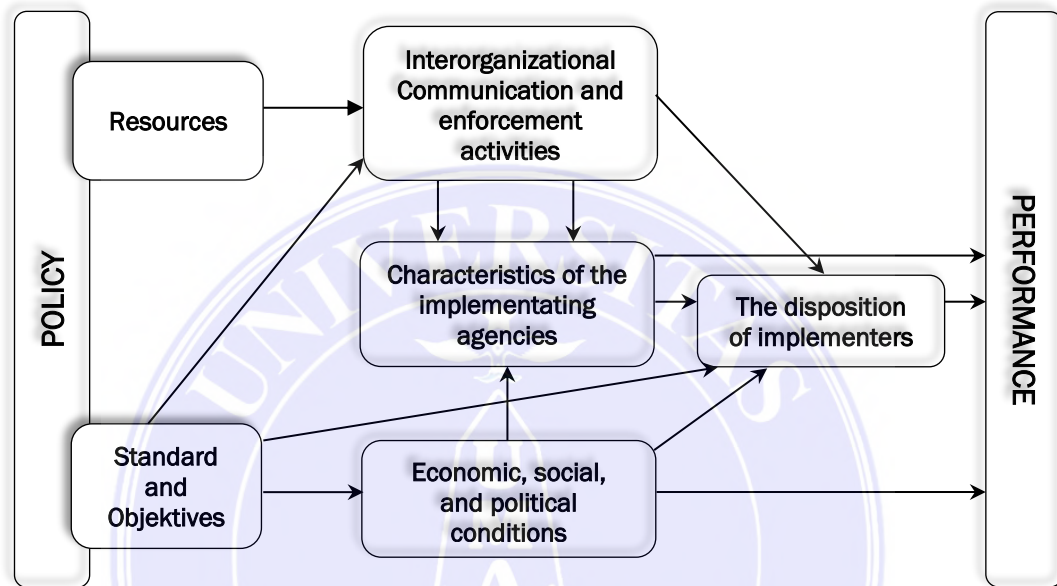 POLICY
Resources
Interorganizational
Communication and
enforcement
activities
Characteristics of the
implementating
agencies
The disposition
of implementers
Standard
and
Objektives
Economic, social,
and political
conditions
PERFORMANCE
UNIVERSITAS